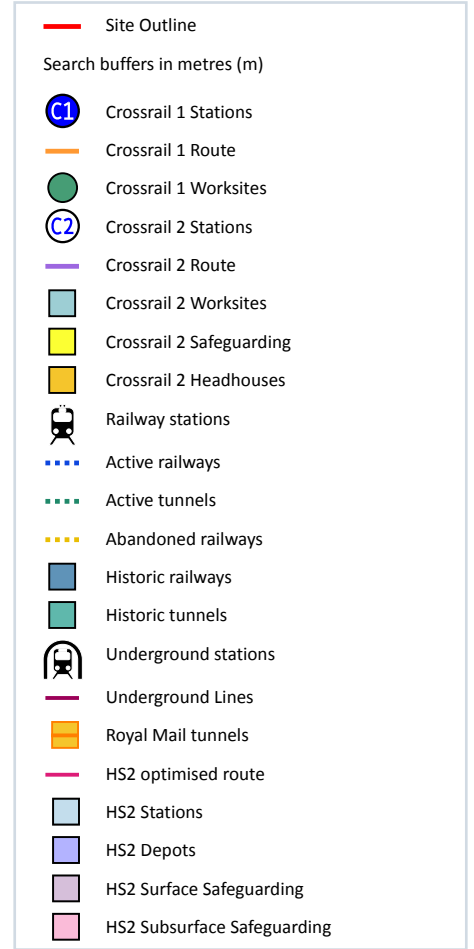 Site Outline
Search buffers in metres (m)
C1 Crossrail 1 Stations
Crossrail 1 Route
Crossrail 1 Worksites
C2 Crossrail 2 Stations
Crossrail 2 Route
Crossrail 2 Worksites
Crossrail 2 Safeguarding
Crossrail 2 Headhouses
Railway stations
Active railways
Active tunnels
Abandoned railways
Historic railways
Historic tunnels
Underground stations
Underground Lines
Royal Mail tunnels
HS2 optimised route
HS2 Stations
HS2 Depots
HS2 Surface Safeguarding
HS2 Subsurface Safeguarding